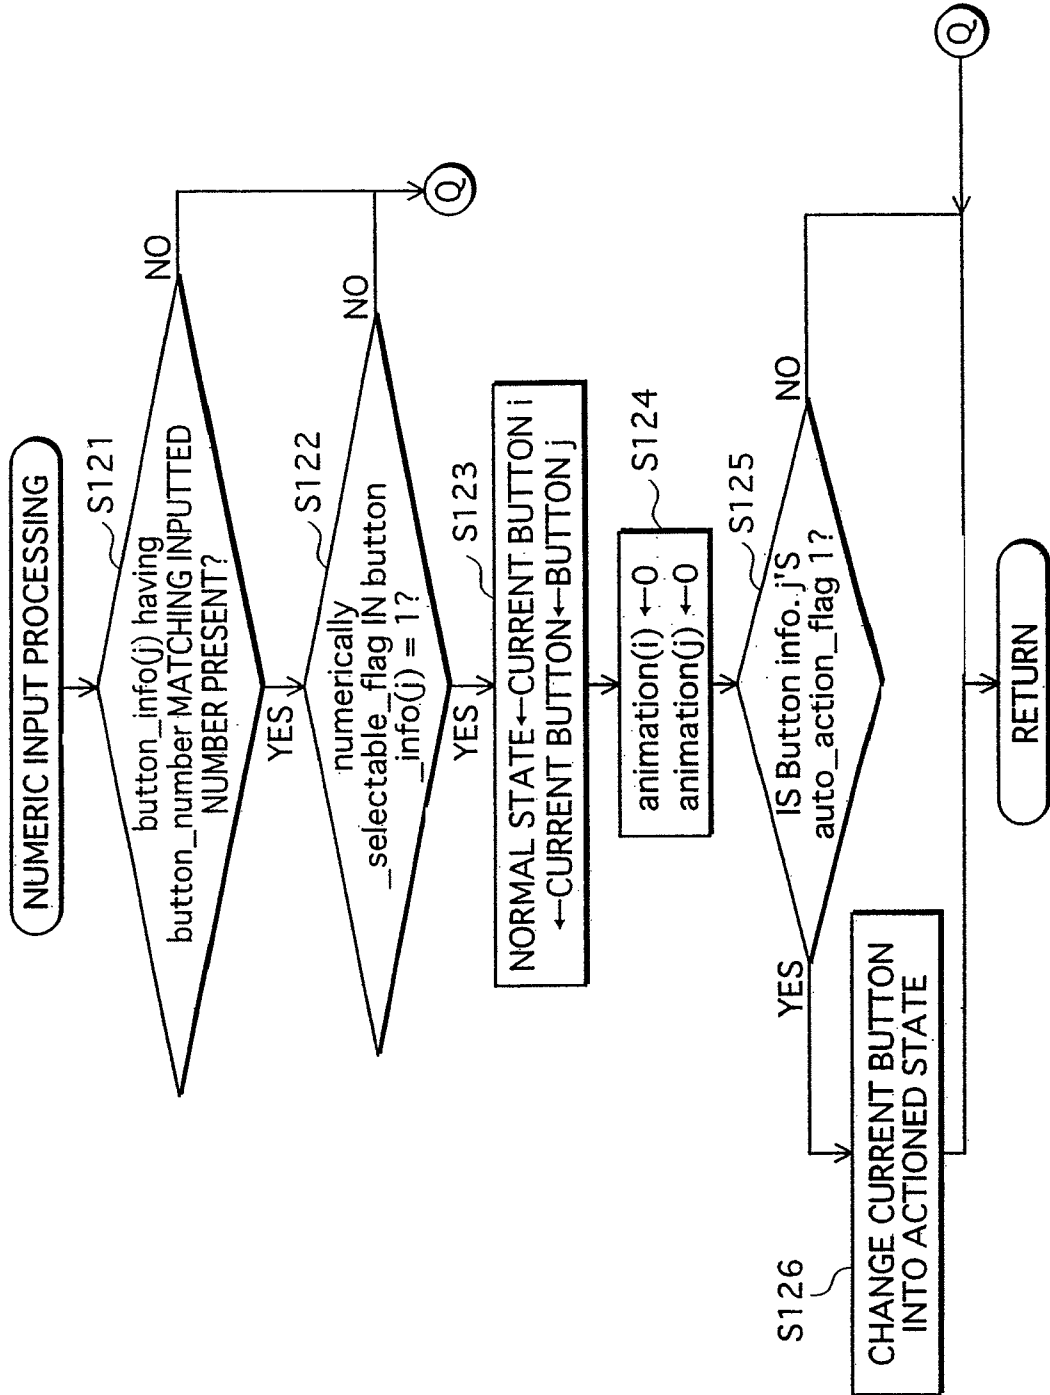 NUMERIC INPUT PROCESSING
S121
button_info(j) having
button_number MATCHING INPUTTED
NUMBER PRESENT?
NO
YES
S122
numerically
_selectable_flag IN button
_info(j) = 1?
NO
Q
YES
S123
NORMAL STATE←CURRENT BUTTON i
←CURRENT BUTTON←BUTTON j
S124
animation(i) ←0
animation(j) ←0
S125
IS Button info. j'S
auto_action_flag 1?
NO
YES
S126
CHANGE CURRENT BUTTON
INTO ACTIONED STATE
Q
RETURN